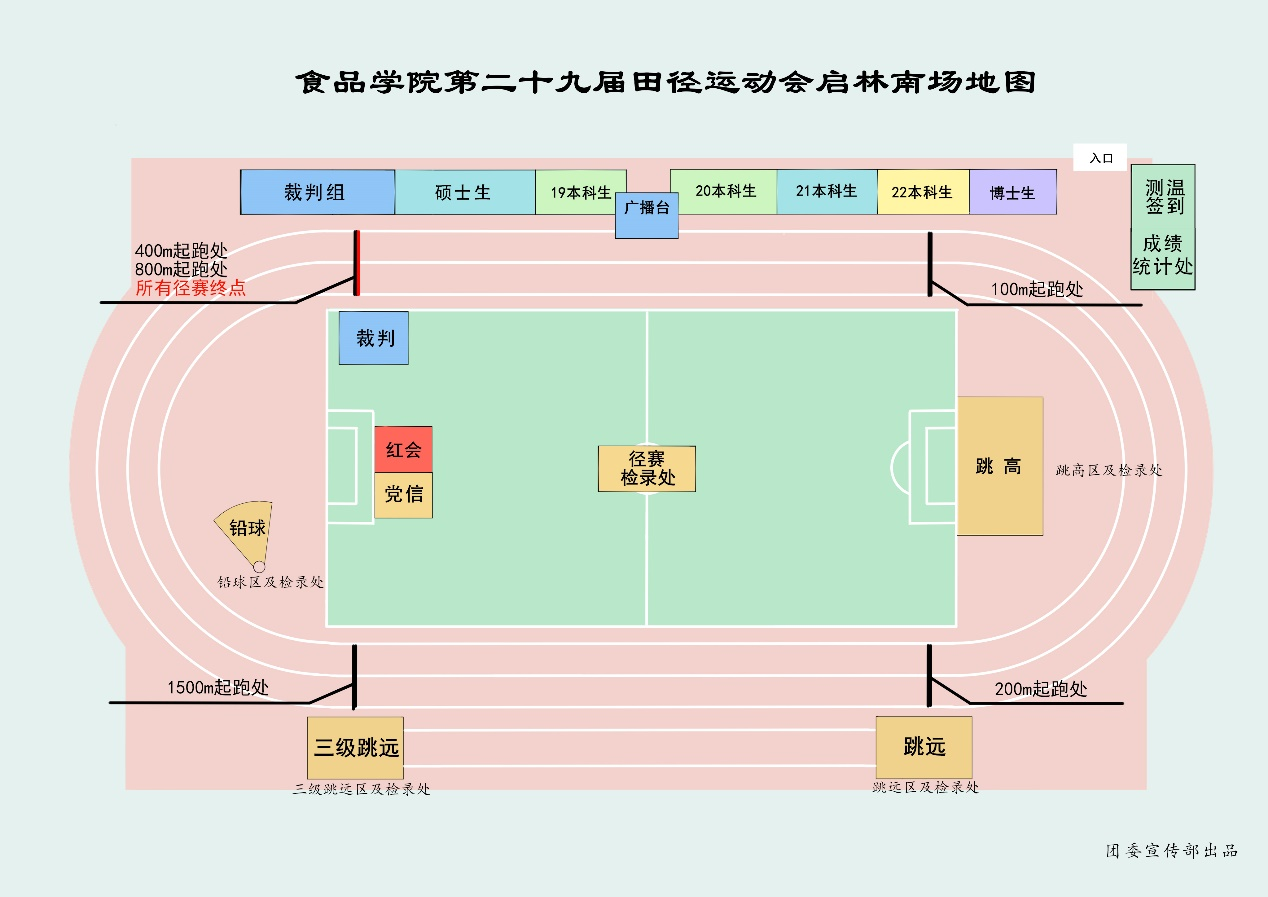 食品学院第二十九届田径运动会启林南场地图
入口
裁判组
硕士生
19本科生
广播台
20本科生
21本科生
22本科生
博士生
测温
签到
成绩
统计处
400m起跑处
800m起跑处
所有径赛终点
100m起跑处
裁判
红会
党信
径赛
检录处
跳 高
跳高区及检录处
铅球
铅球区及检录处
1500m起跑处
200m起跑处
三级跳远
三级跳远区及检录处
跳远
跳远区及检录处
团委宣传部出品